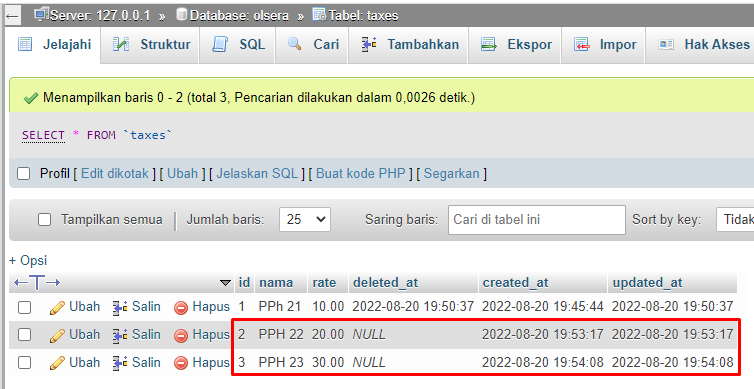 Server: 127.0.0.1 » Database: olsera » Tabel: taxes
Jelajahi Struktur SQL Cari Tambahkan Ekspor Impor Hak Akses
Menampilkan baris 0 - 2 (total 3, Pencarian dilakukan dalam 0,0026 detik.)
SELECT * FROM `taxes`
Profil [ Edit dikotak ] [ Ubah ] [ Jelaskan SQL ] [ Buat kode PHP ] [ Segarkan ]
Tampilkan semua | Jumlah baris: 25 Saring baris: Cari di tabel ini Sort by key: Tidak
+ Opsi
←T→ id nama rate deleted_at created_at updated_at
Ubah Salin Hapus 1 PPh 21 10.00 2022-08-20 19:50:37 2022-08-20 19:45:44 2022-08-20 19:50:37
Ubah Salin Hapus 2 PPH 22 20.00 NULL 2022-08-20 19:53:17 2022-08-20 19:53:17
Ubah Salin Hapus 3 PPH 23 30.00 NULL 2022-08-20 19:54:08 2022-08-20 19:54:08